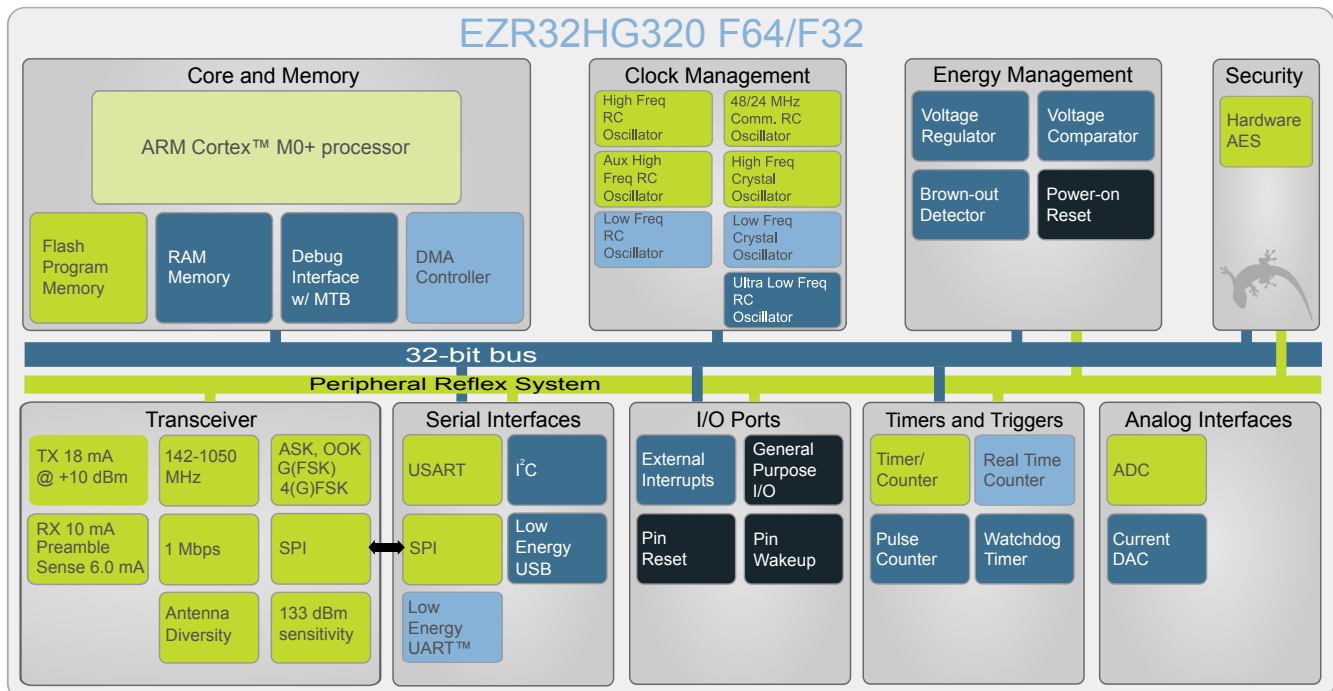 EZR32HG320 F64/F32
Core and Memory
ARM Cortex™ M0+ processor
Flash
Program
Memory
RAM
Memory
Debug
Interface
w/ MTB
DMA
Controller
Clock Management
High Freq
RC
Oscillator
48/24 MHz
Comm. RC
Oscillator
Aux High
Freq RC
Oscillator
High Freq
Crystal
Oscillator
Low Freq
RC
Oscillator
Low Freq
Crystal
Oscillator
Ultra Low Freq
RC
Oscillator
Energy Management
Voltage
Regulator
Voltage
Comparator
Brown-out
Detector
Power-on
Reset
Security
Hardware
AES
32-bit bus
Peripheral Reflex System
Transceiver
TX 18 mA
@ +10 dBm
142-1050
MHz
ASK, OOK
G(FSK)
4(G)FSK
RX 10 mA
Preamble
Sense 6.0 mA
1 Mbps
SPI
Antenna
Diversity
133 dBm
sensitivity
Serial Interfaces
USART
I²C
SPI
Low
Energy
USB
Low
Energy
UART™
I/O Ports
External
Interrupts
General
Purpose
I/O
Pin
Reset
Pin
Wakeup
Timers and Triggers
Timer/
Counter
Real Time
Counter
Pulse
Counter
Watchdog
Timer
Analog Interfaces
ADC
Current
DAC